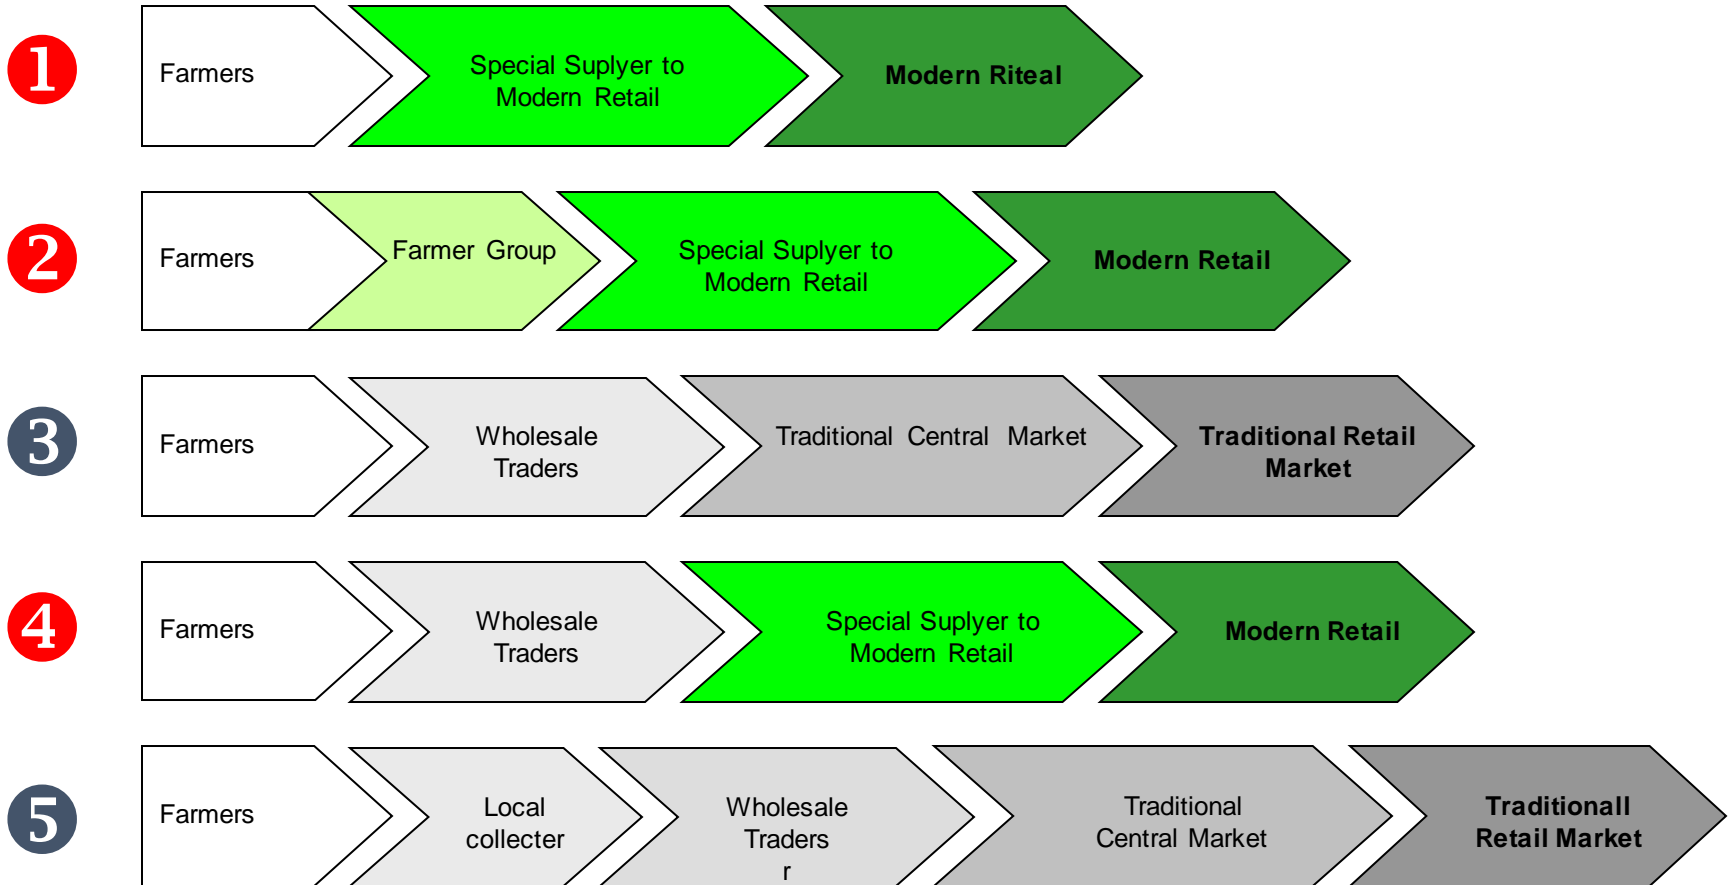 1
Farmers
Special Suplyer to
Modern Retail
Modern Riteal
2
Farmers
Farmer Group
Special Suplyer to
Modern Retail
Modern Retail
3
Farmers
Wholesale
Traders
Traditional Central Market
Traditional Retail
Market
4
Farmers
Wholesale
Traders
Special Suplyer to
Modern Retail
Modern Retail
5
Farmers
Local
collecter
Wholesale
Traders
r
Traditional
Central Market
Traditionall
Retail Market